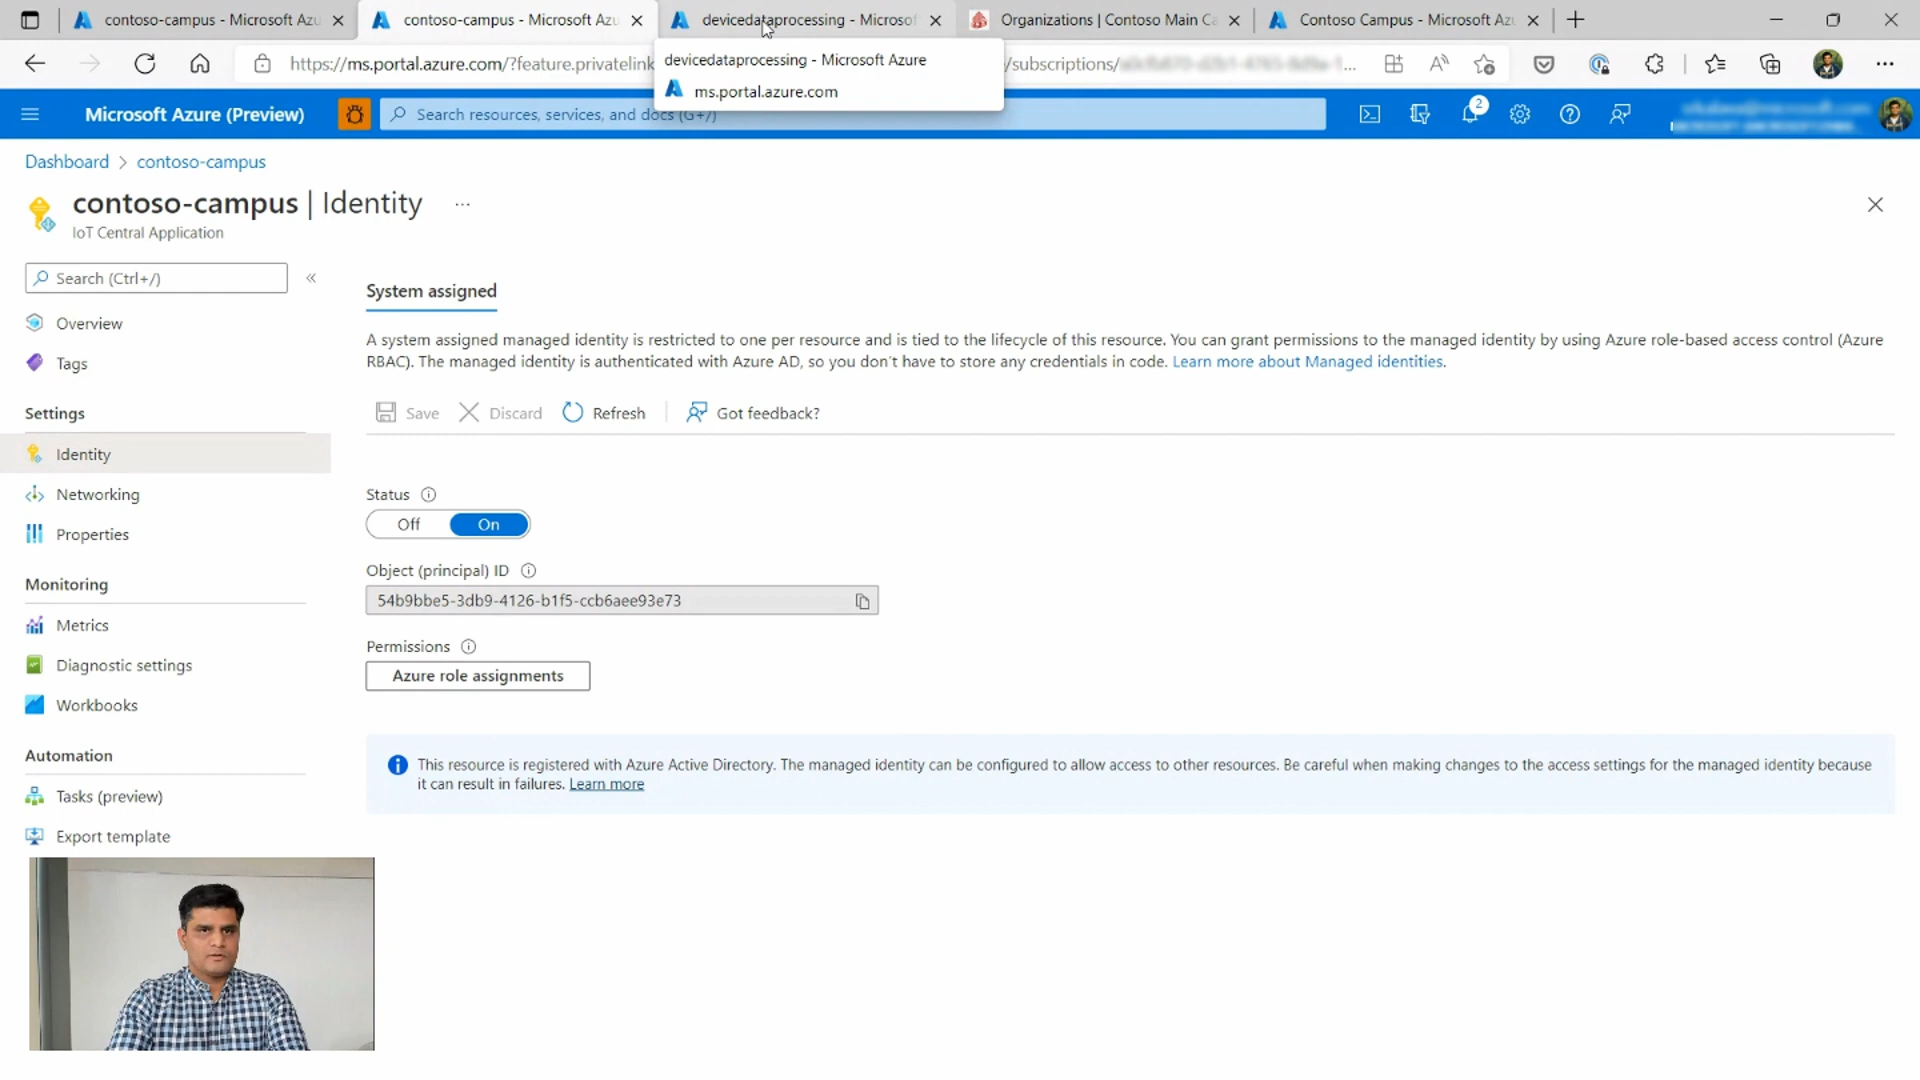 contoso-campus - Microsoft Azu
contoso-campus - Microsoft Azu
devicedataprocessing - Microsof
Organizations | Contoso Main Ca
Contoso Campus - Microsoft Azu
https://ms.portal.azure.com/?feature.privatelink
/subscriptions/
devicedataprocessing - Microsoft Azure
ms.portal.azure.com
Microsoft Azure (Preview)
Search resources, services, and docs (G+/)
2
Dashboard > contoso-campus
contoso-campus | Identity ...
IoT Central Application
Search (Ctrl+/)
Overview
Tags
Settings
Identity
Networking
Properties
Monitoring
Metrics
Diagnostic settings
Workbooks
Automation
Tasks (preview)
Export template
System assigned
A system assigned managed identity is restricted to one per resource and is tied to the lifecycle of this resource. You can grant permissions to the managed identity by using Azure role-based access control (Azure
RBAC). The managed identity is authenticated with Azure AD, so you don't have to store any credentials in code. Learn more about Managed identities.
Save Discard Refresh Got feedback?
Status
Off On
Object (principal) ID
54b9bbe5-3db9-4126-b1f5-ccb6aee93e73
Permissions
Azure role assignments
This resource is registered with Azure Active Directory. The managed identity can be configured to allow access to other resources. Be careful when making changes to the access settings for the managed identity because
it can result in failures. Learn more